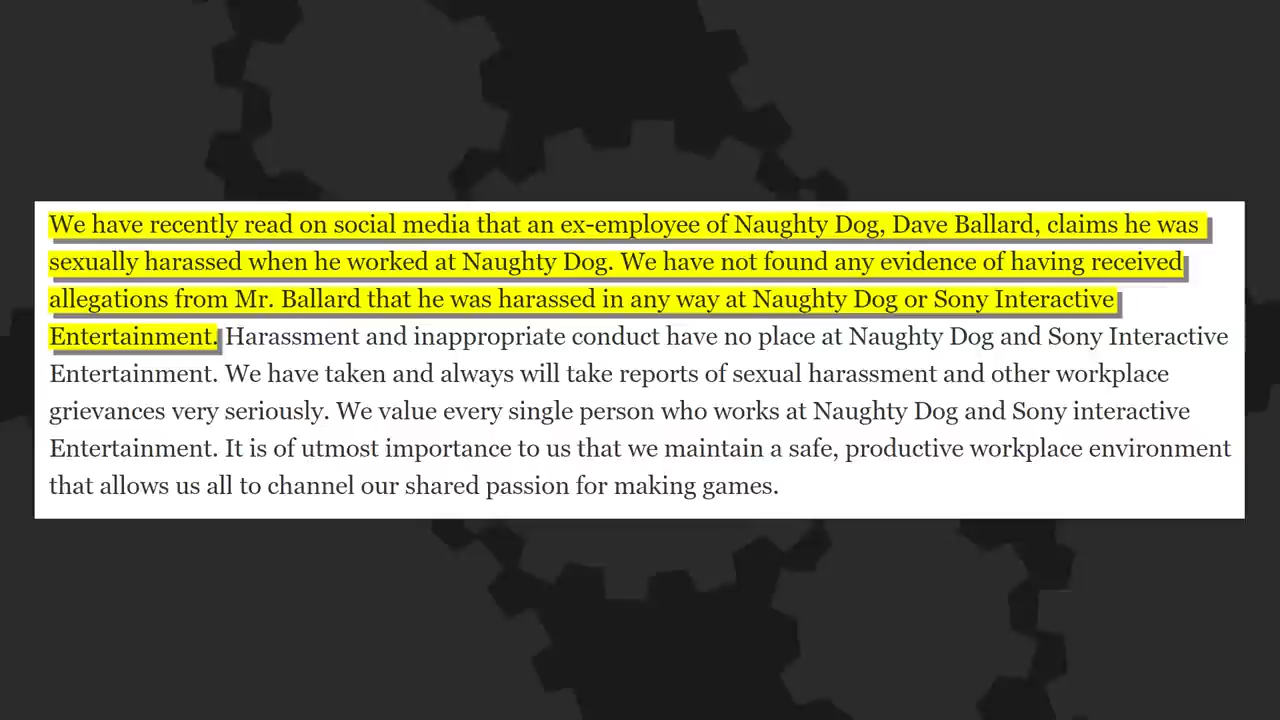 We have recently read on social media that an ex-employee of Naughty Dog, Dave Ballard, claims he was
sexually harassed when he worked at Naughty Dog. We have not found any evidence of having received
allegations from Mr. Ballard that he was harassed in any way at Naughty Dog or Sony Interactive
Entertainment. Harassment and inappropriate conduct have no place at Naughty Dog and Sony Interactive
Entertainment. We have taken and always will take reports of sexual harassment and other workplace
grievances very seriously. We value every single person who works at Naughty Dog and Sony interactive
Entertainment. It is of utmost importance to us that we maintain a safe, productive workplace environment
that allows us all to channel our shared passion for making games.